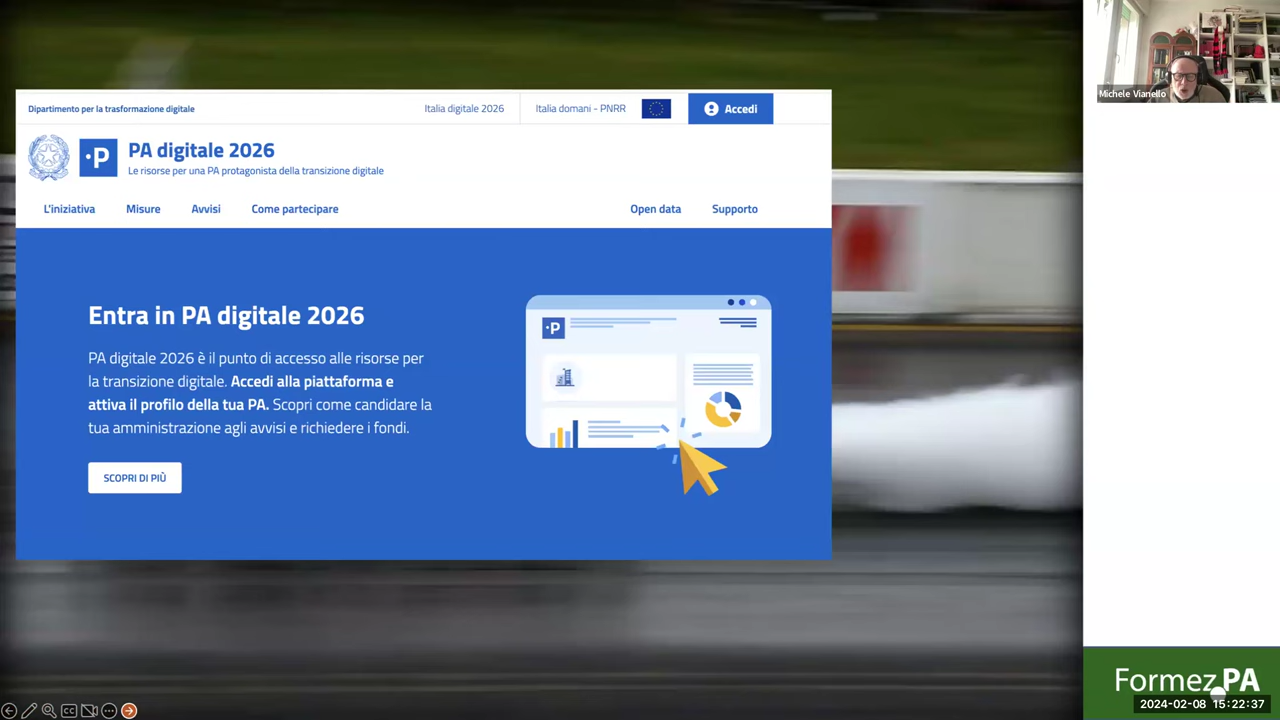 Dipartimento per la trasformazione digitale
Italia digitale 2026
Italia domani - PNRR
Accedi
·P
PA digitale 2026
Le risorse per una PA protagonista della transizione digitale
L'iniziativa
Misure
Avvisi
Come partecipare
Open data
Supporto
Entra in PA digitale 2026
PA digitale 2026 è il punto di accesso alle risorse per
la transizione digitale. Accedi alla piattaforma e
attiva il profilo della tua PA. Scopri come candidare la
tua amministrazione agli avvisi e richiedere i fondi.
SCOPRI DI PIÙ
·P
Michele Vianello
FormezPA
2024-02-08 15:22:37